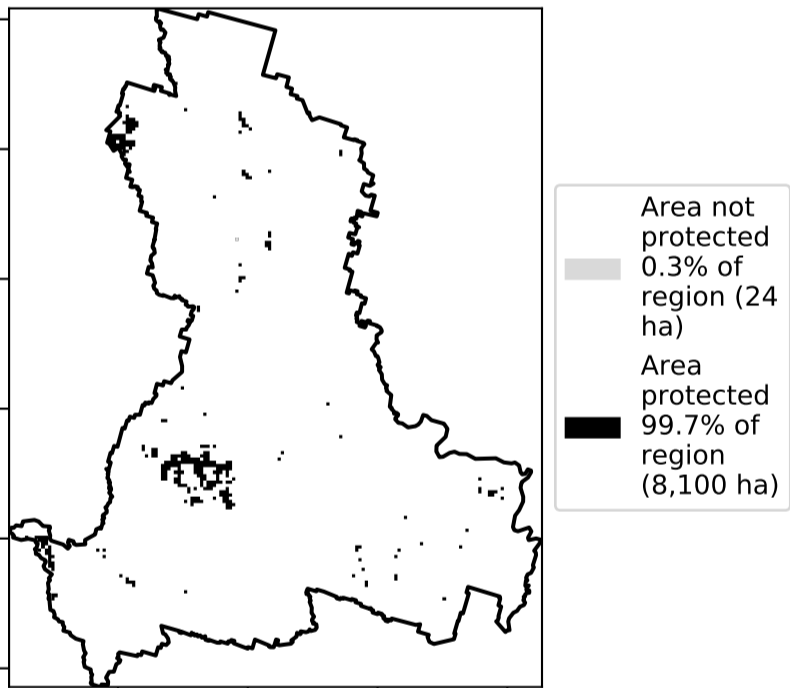 Area not
protected
0.3% of
region (24
ha)
Area
protected
99.7% of
region
(8,100 ha)